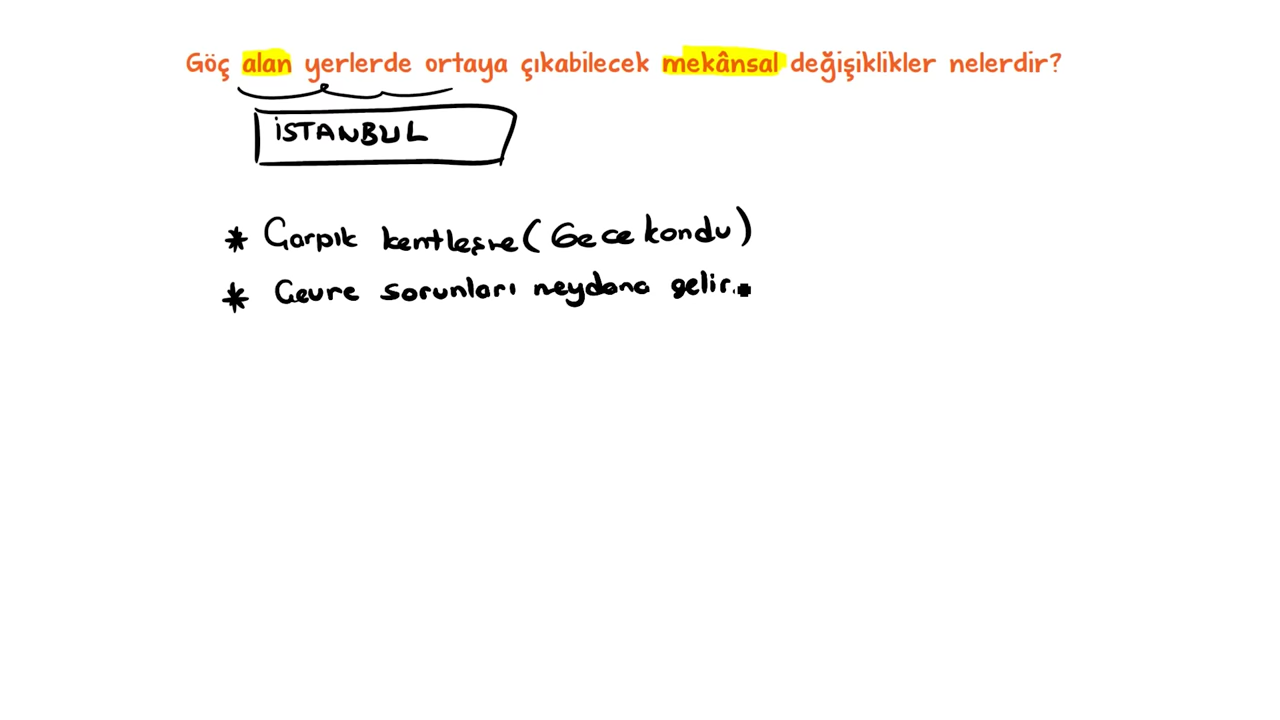 Göç alan yerlerde ortaya çıkabilecek mekânsal değişiklikler nelerdir?
İSTANBUL
* Çarpık kentleşme (Gecekondu)
* Çevre sorunları meydana gelir.